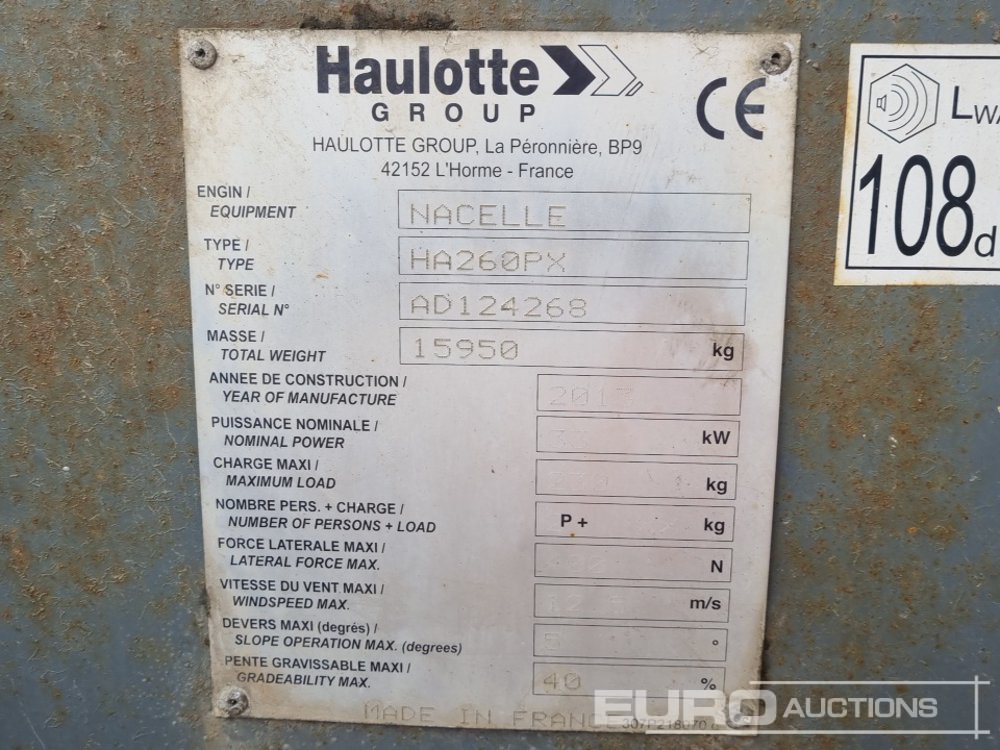 Haulotte
GROUP
CE
HAULOTTE GROUP, La Péronnière, BP9
42152 L'Horme - France
ENGIN /
EQUIPMENT
NACELLE
TYPE /
TYPE
HA260PX
N° SERIE /
SERIAL N°
AD124268
MASSE /
TOTAL WEIGHT
15950 kg
ANNEE DE CONSTRUCTION /
YEAR OF MANUFACTURE
PUISSANCE NOMINALE /
NOMINAL POWER
kW
CHARGE MAXI /
MAXIMUM LOAD
kg
NOMBRE PERS. + CHARGE /
NUMBER OF PERSONS + LOAD
P + kg
FORCE LATERALE MAXI /
LATERAL FORCE MAX.
N
VITESSE DU VENT MAXI /
WINDSPEED MAX.
12 m/s
DEVERS MAXI (degrés) /
SLOPE OPERATION MAX. (degrees)
5 °
PENTE GRAVISSABLE MAXI /
GRADEABILITY MAX.
40 %
MADE IN FRANCE
LWA
108 d
EURO AUCTIONS